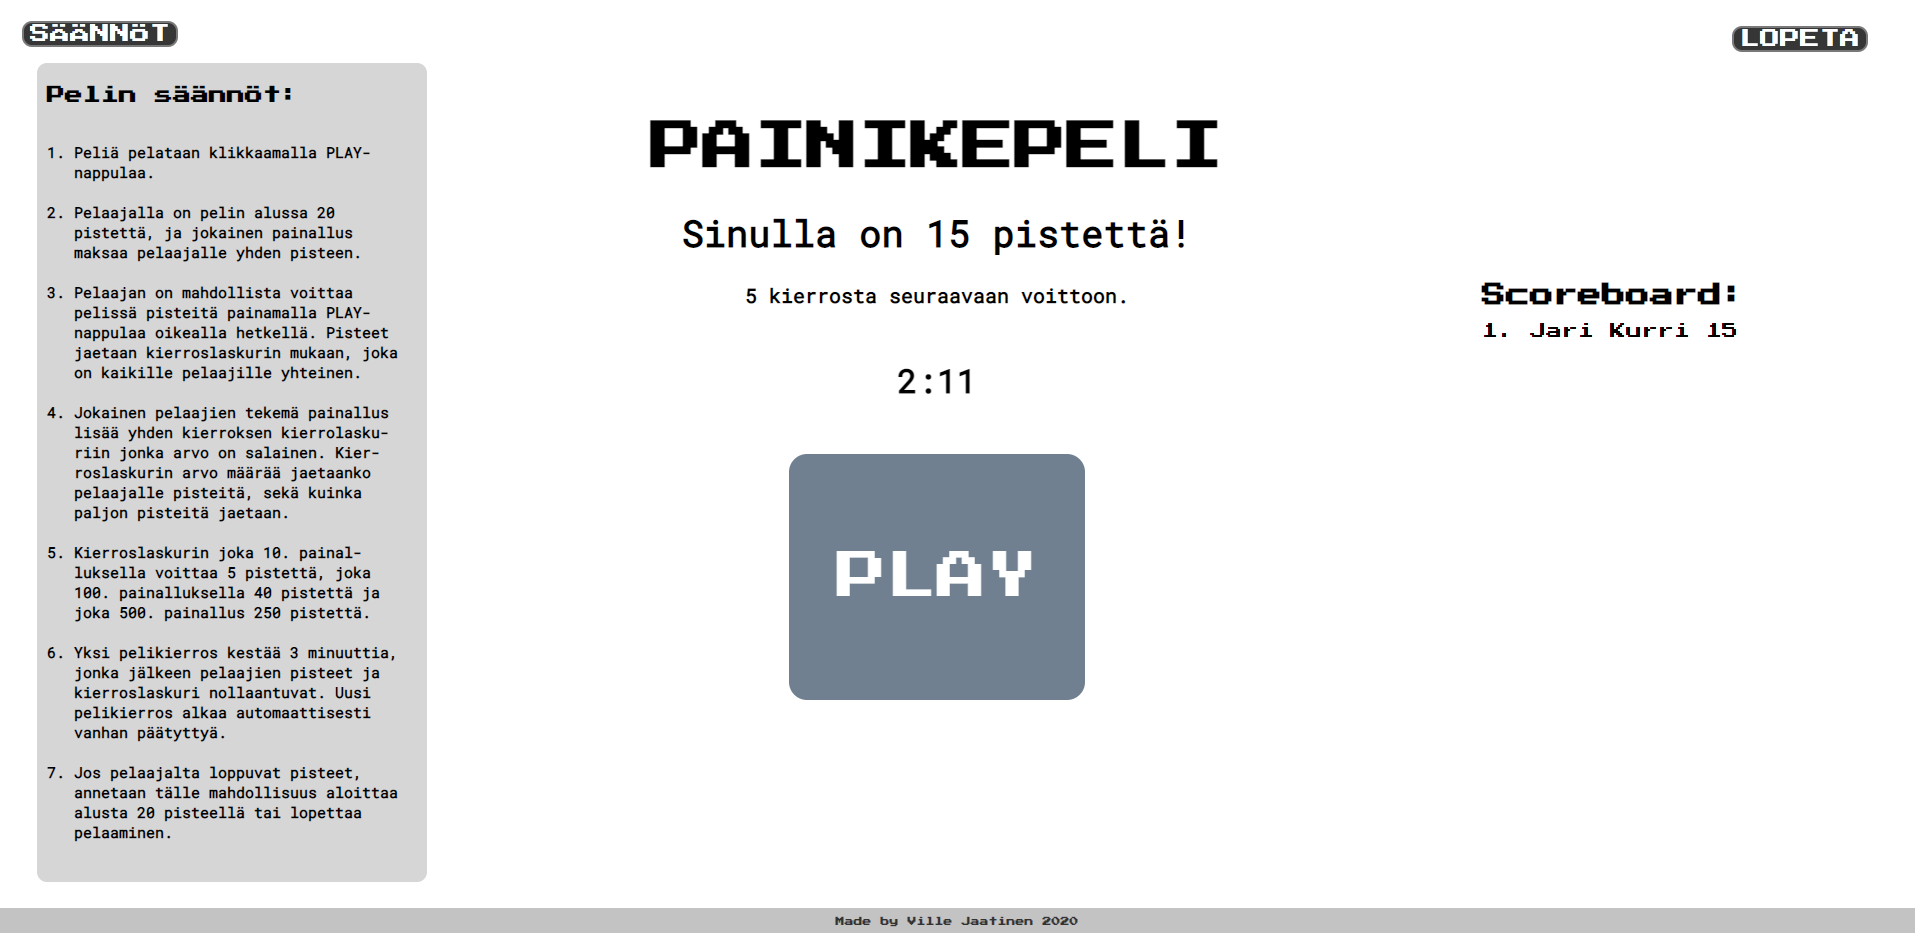 SÄÄNNÖT
LOPETA
Pelin säännöt:
1. Peliä pelataan klikkaamalla PLAY-
nappulaa.
2. Pelaajalla on pelin alussa 20
pistettä, ja jokainen painallus
maksaa pelaajalle yhden pisteen.
3. Pelaajan on mahdollista voittaa
pelissä pisteitä painamalla PLAY-
nappulaa oikealla hetkellä. Pisteet
jaetaan kierroslaskurin mukaan, joka
on kaikille pelaajille yhteinen.
4. Jokainen pelaajien tekemä painallus
lisää yhden kierroksen kierrolasku-
riin jonka arvo on salainen. Kier-
roslaskurin arvo määrää jaetaanko
pelaajalle pisteitä, sekä kuinka
paljon pisteitä jaetaan.
5. Kierroslaskurin joka 10. painal-
luksella voittaa 5 pistettä, joka
100. painalluksella 40 pistettä ja
joka 500. painallus 250 pistettä.
6. Yksi pelikierros kestää 3 minuuttia,
jonka jälkeen pelaajien pisteet ja
kierroslaskuri nollaantuvat. Uusi
pelikierros alkaa automaattisesti
vanhan päätyttyä.
7. Jos pelaajalta loppuvat pisteet,
annetaan tälle mahdollisuus aloittaa
alusta 20 pisteellä tai lopettaa
pelaaminen.
PAINIKEPELI
Sinulla on 15 pistettä!
5 kierrosta seuraavaan voittoon.
2:11
PLAY
Scoreboard:
1. Jari Kurri 15
Made by Ville Jaatinen 2020